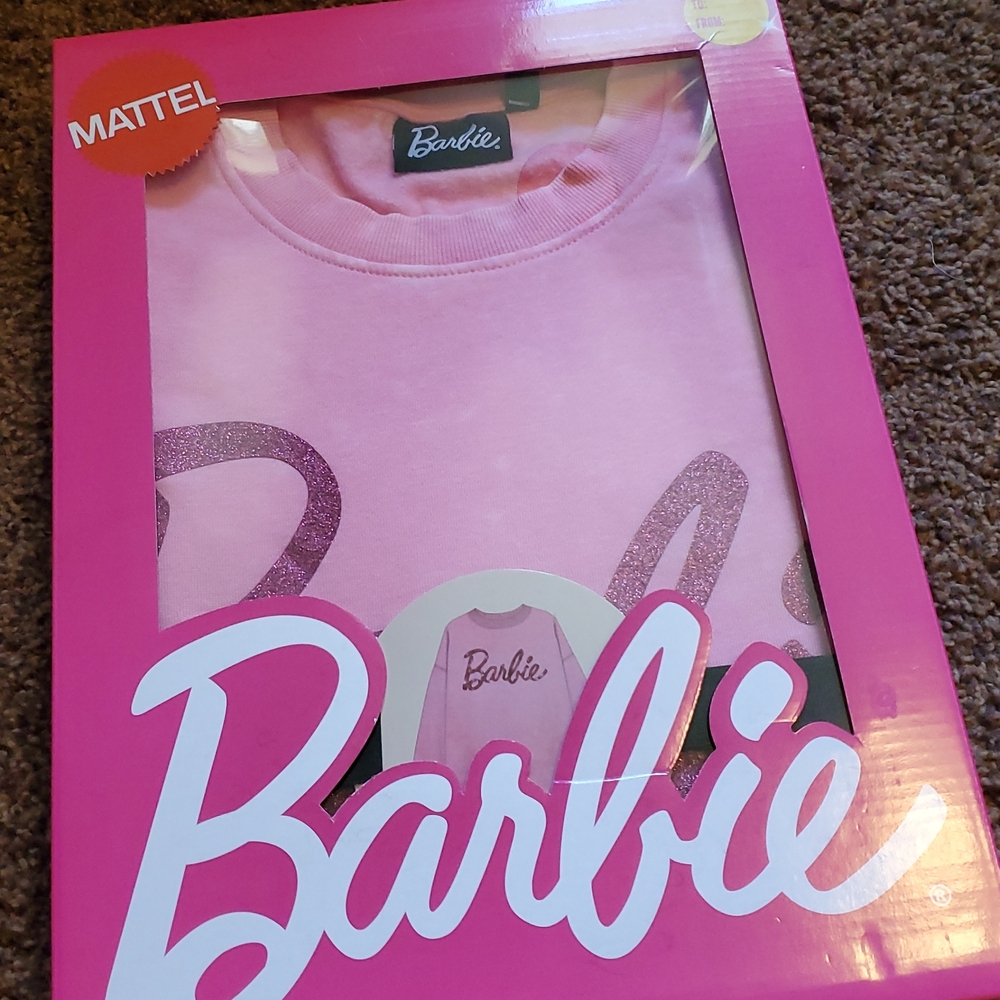 TO:
FROM:
MATTEL
Barbie.
Barbie
Barbie
®